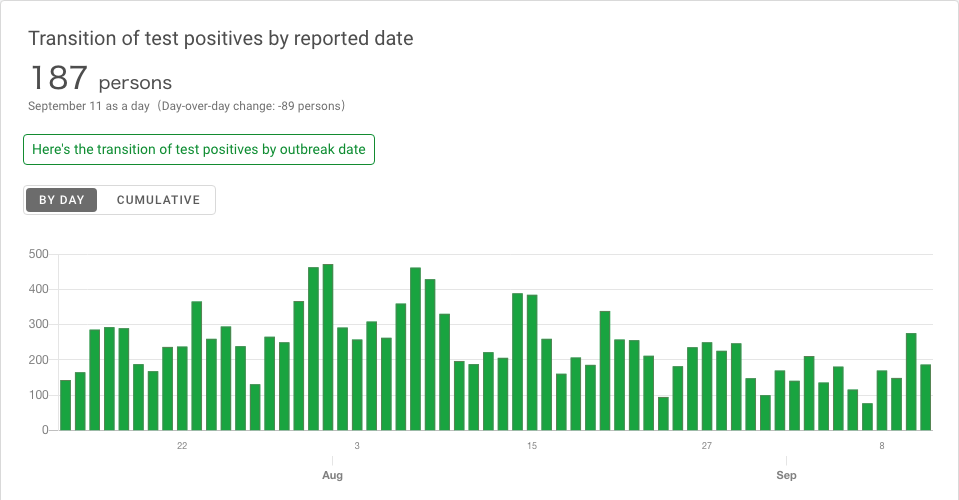 Transition of test positives by reported date
187 persons
September 11 as a day（Day-over-day change: -89 persons）
Here's the transition of test positives by outbreak date
BY DAY CUMULATIVE
500
400
300
200
100
0
22 3 15 27 8
Aug Sep